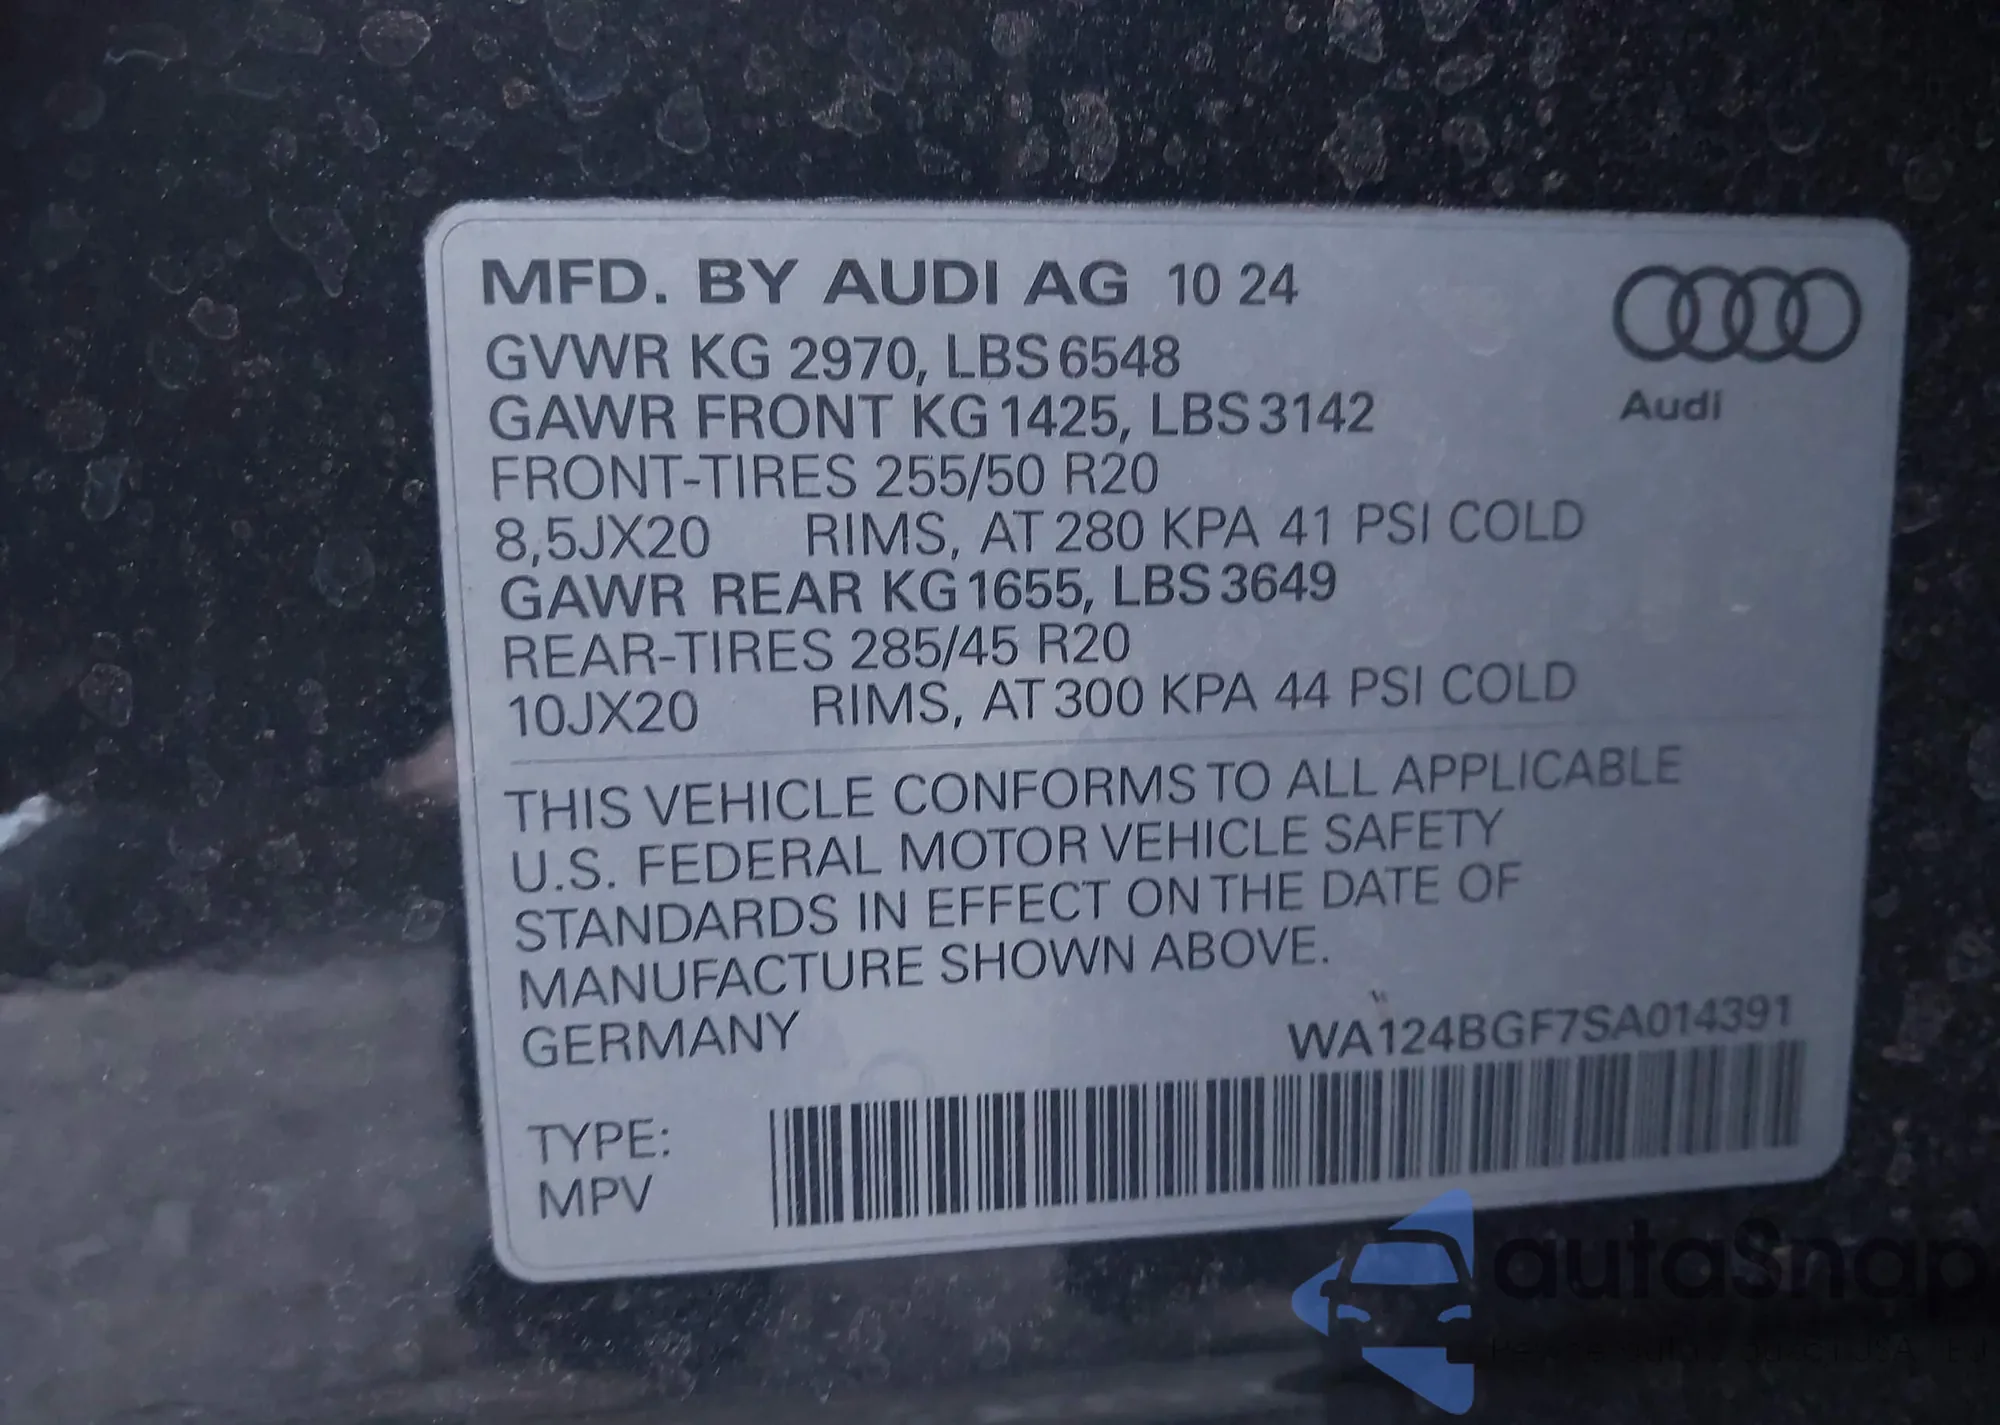 MFD. BY AUDI AG 10 24
GVWR KG 2970, LBS 6548
GAWR FRONT KG 1425, LBS 3142
FRONT-TIRES 255/50 R20
8,5JX20 RIMS, AT 280 KPA 41 PSI COLD
GAWR REAR KG 1655, LBS 3649
REAR-TIRES 285/45 R20
10JX20 RIMS, AT 300 KPA 44 PSI COLD
Audi
THIS VEHICLE CONFORMS TO ALL APPLICABLE
U.S. FEDERAL MOTOR VEHICLE SAFETY
STANDARDS IN EFFECT ON THE DATE OF
MANUFACTURE SHOWN ABOVE.
GERMANY
WA124BGF7SA014391
TYPE:
MPV
autaSnap